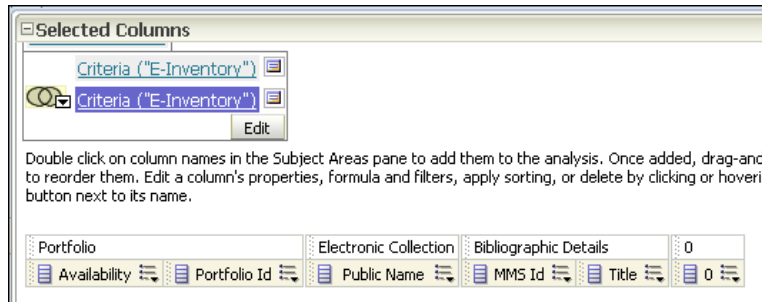 Selected Columns
Criteria ("E-Inventory")
Criteria ("E-Inventory")
Edit
Double click on column names in the Subject Areas pane to add them to the analysis. Once added,
to reorder them. Edit a column's properties, formula and filters, apply sorting, or delete by clicking or
button next to its name.
Portfolio Electronic Collection Bibliographic Details 0
Availability Portfolio Id Public Name MMS Id Title 0